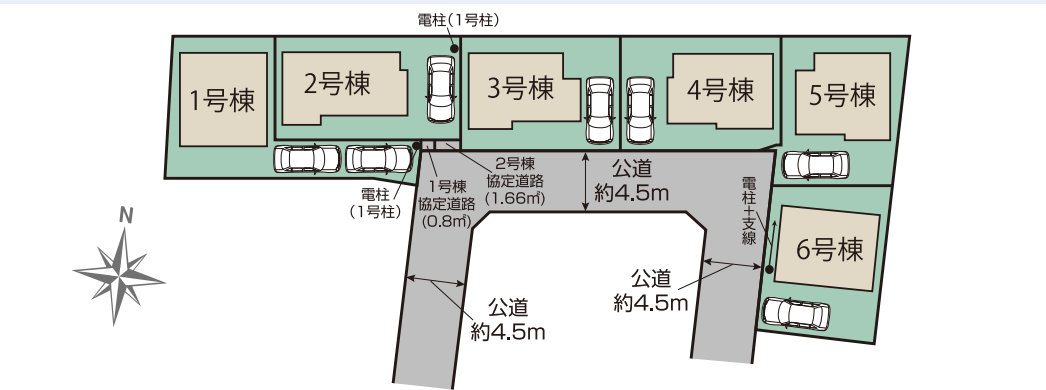 電柱(1号柱)
1号棟
2号棟
3号棟
4号棟
5号棟
電柱
(1号柱)
1号棟
協定道路
(0.8㎡)
2号棟
協定道路
(1.66㎡)
公道
約4.5m
電柱+支線
6号棟
N
公道
約4.5m
公道
約4.5m